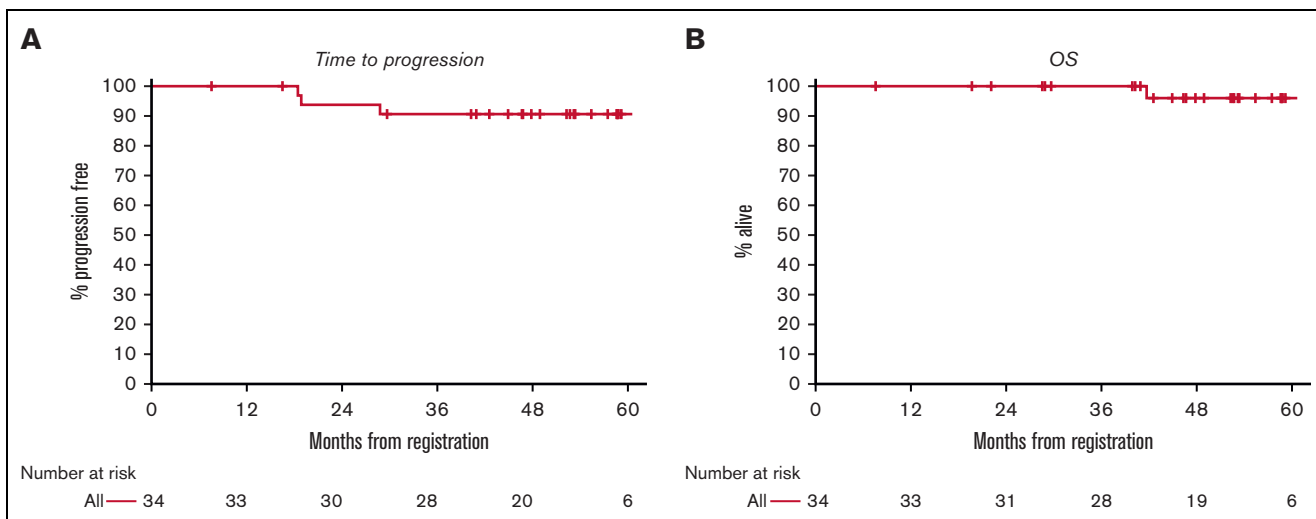 A
Time to progression
100
90
80
70
60
50
40
30
20
10
0
% progression free
0 12 24 36 48 60
Months from registration
Number at risk
All 34 33 30 28 20 6
B
OS
100
90
80
70
60
50
40
30
20
10
0
% alive
0 12 24 36 48 60
Months from registration
Number at risk
All 34 33 31 28 19 6